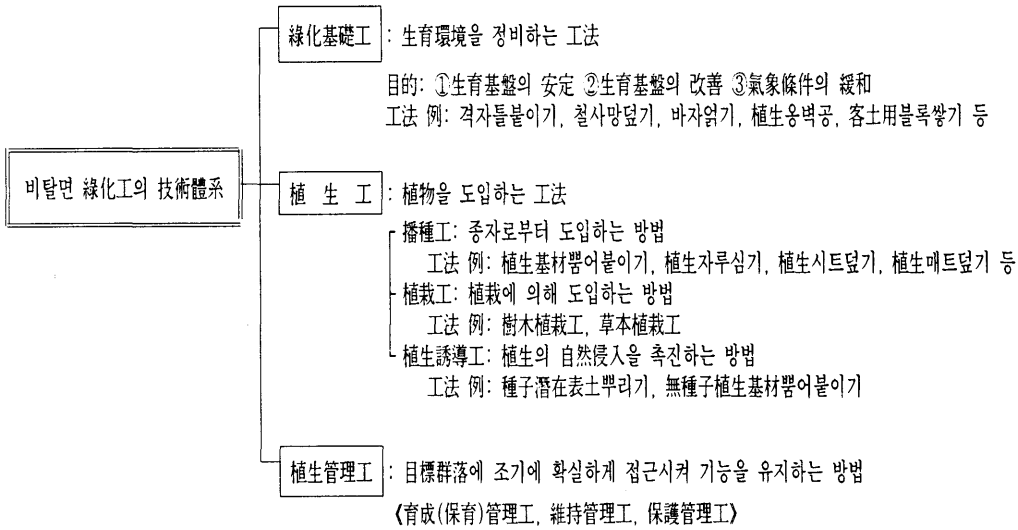 綠化基礎工 : 生育環境을 정비하는 工法
目的: ①生育基盤의 安定 ②生育基盤의 改善 ③氣象條件의 緩和
工法 例: 격자틀붙이기, 철사망덮기, 바자얽기, 植生옹벽공, 客土用블록쌓기 등
비탈면 綠化工의 技術體系
植 生 工 : 植物을 도입하는 工法
播種工: 종자로부터 도입하는 방법
工法 例: 植生基材뿜어붙이기, 植生자루심기, 植生시트덮기, 植生매트덮기 등
植栽工: 植栽에 의해 도입하는 방법
工法 例: 樹木植栽工, 草本植栽工
植生誘導工: 植生의 自然侵入을 촉진하는 방법
工法 例: 種子潛在表土뿌리기, 無種子植生基材뿜어붙이기
植生管理工 : 目標群落에 조기에 확실하게 접근시켜 기능을 유지하는 방법
《育成(保育)管理工, 維持管理工, 保護管理工》